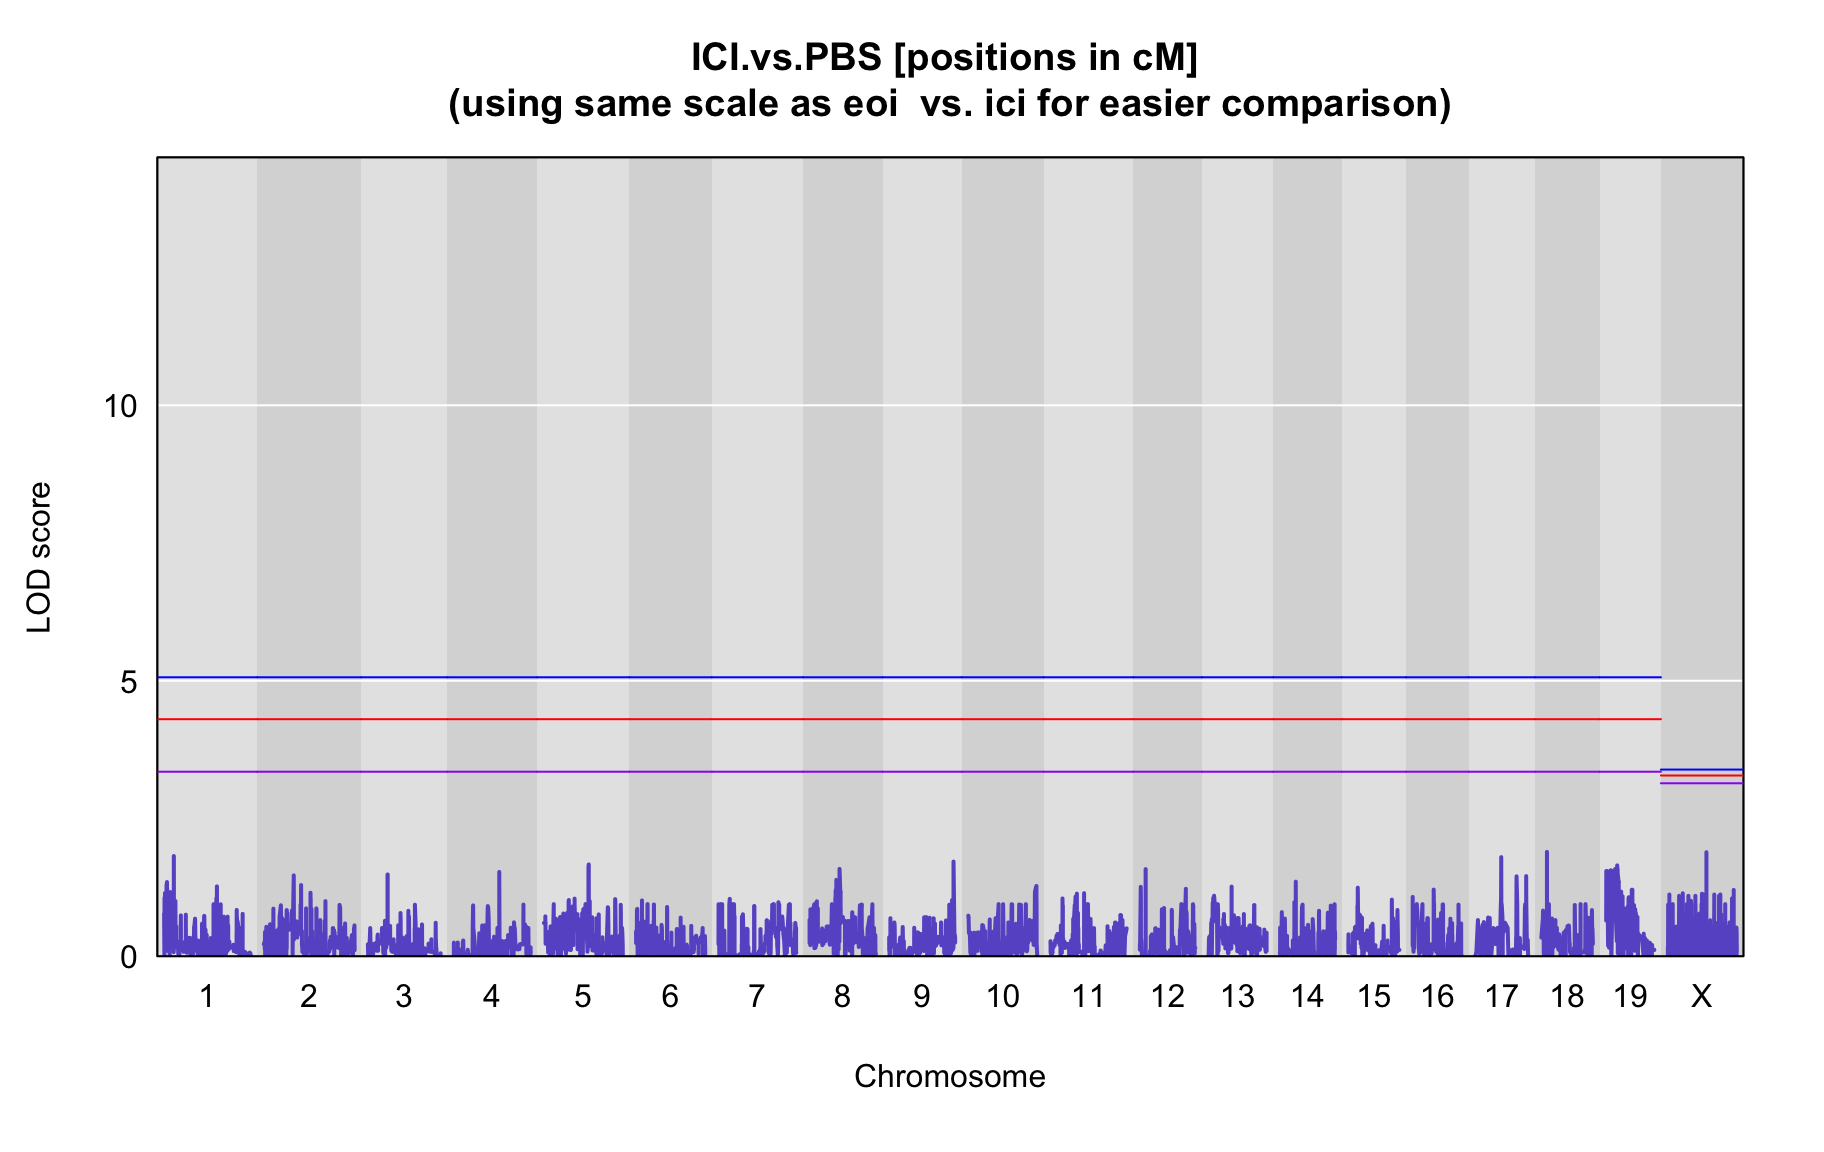 ICI.vs.PBS [positions in cM]
(using same scale as eoi  vs. ici for easier comparison)
10
5
0
LOD score
1 2 3 4 5 6 7 8 9 10 11 12 13 14 15 16 17 18 19 X
Chromosome